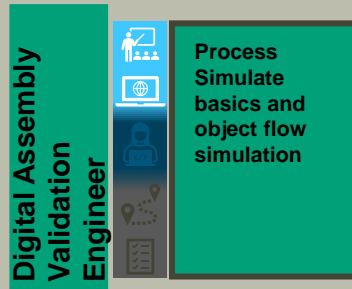 Digital Assembly
Validation
Engineer
Process
Simulate
basics and
object flow
simulation